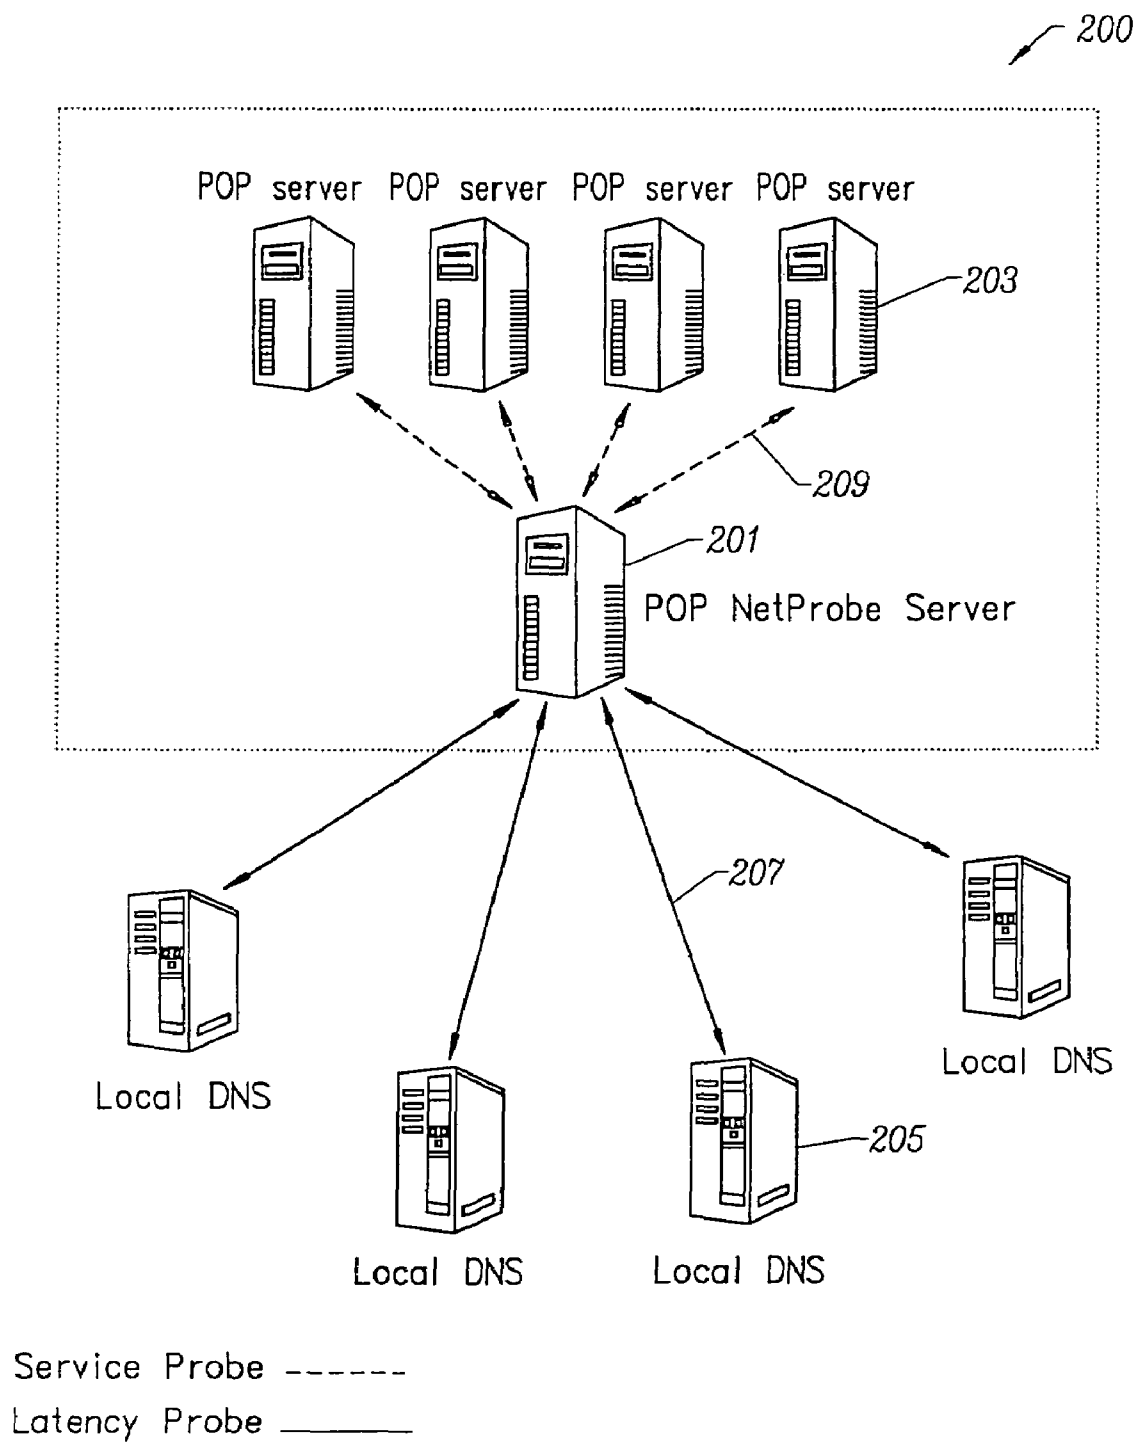 200
POP server POP server POP server POP server
203
209
201
POP NetProbe Server
207
Local DNS
Local DNS
205
Local DNS
Local DNS
Service Probe
Latency Probe